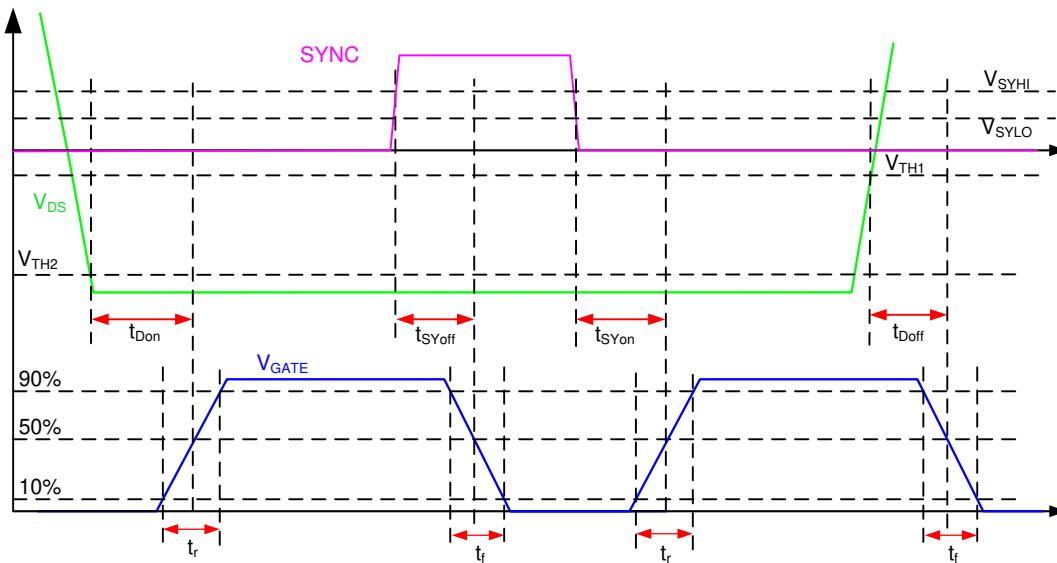 SYNC
VSYHI
VSYLO
VTH1
VDS
VTH2
tDon
tSYoff
tSYon
tDoff
VGATE
90%
50%
10%
tr
tf
tr
tf